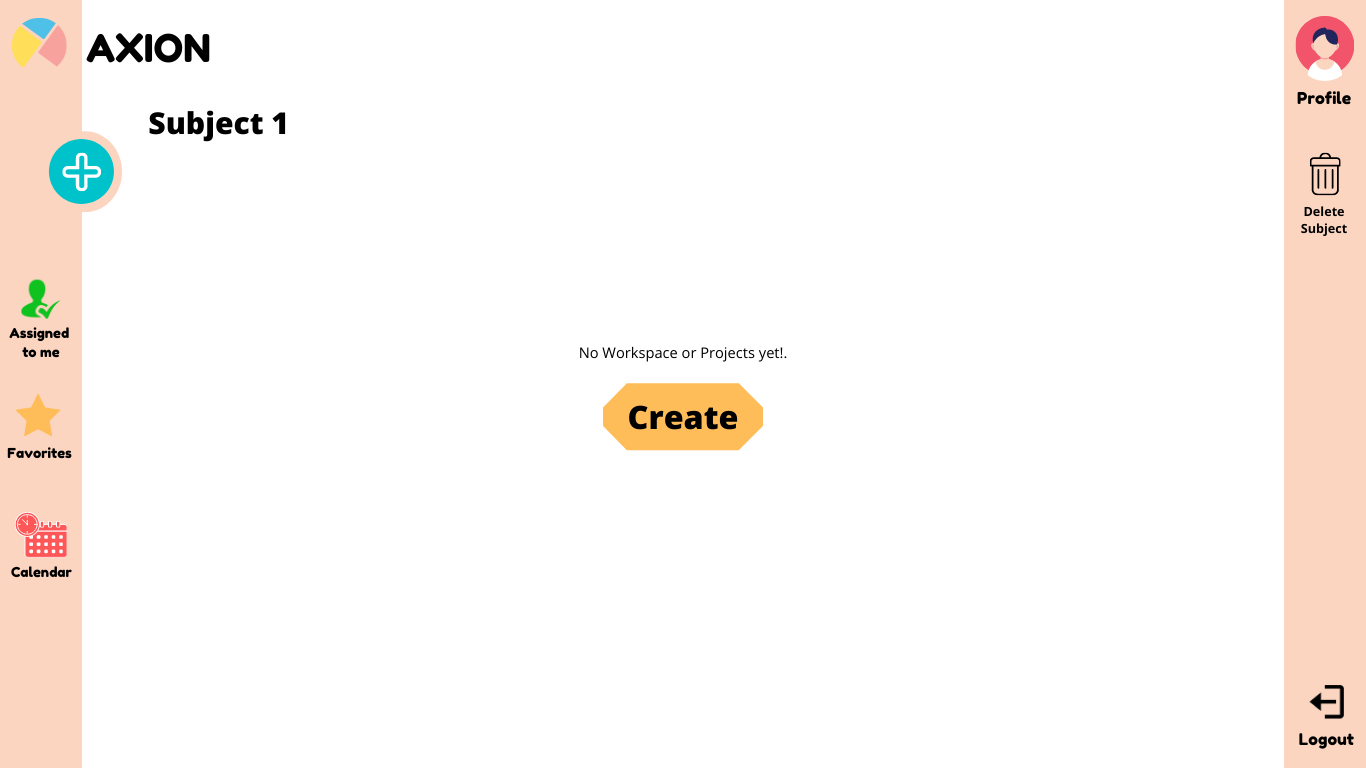 AXION
Profile
Subject 1
Delete
Subject
Assigned
to me
No Workspace or Projects yet!.
Create
Favorites
Calendar
Logout